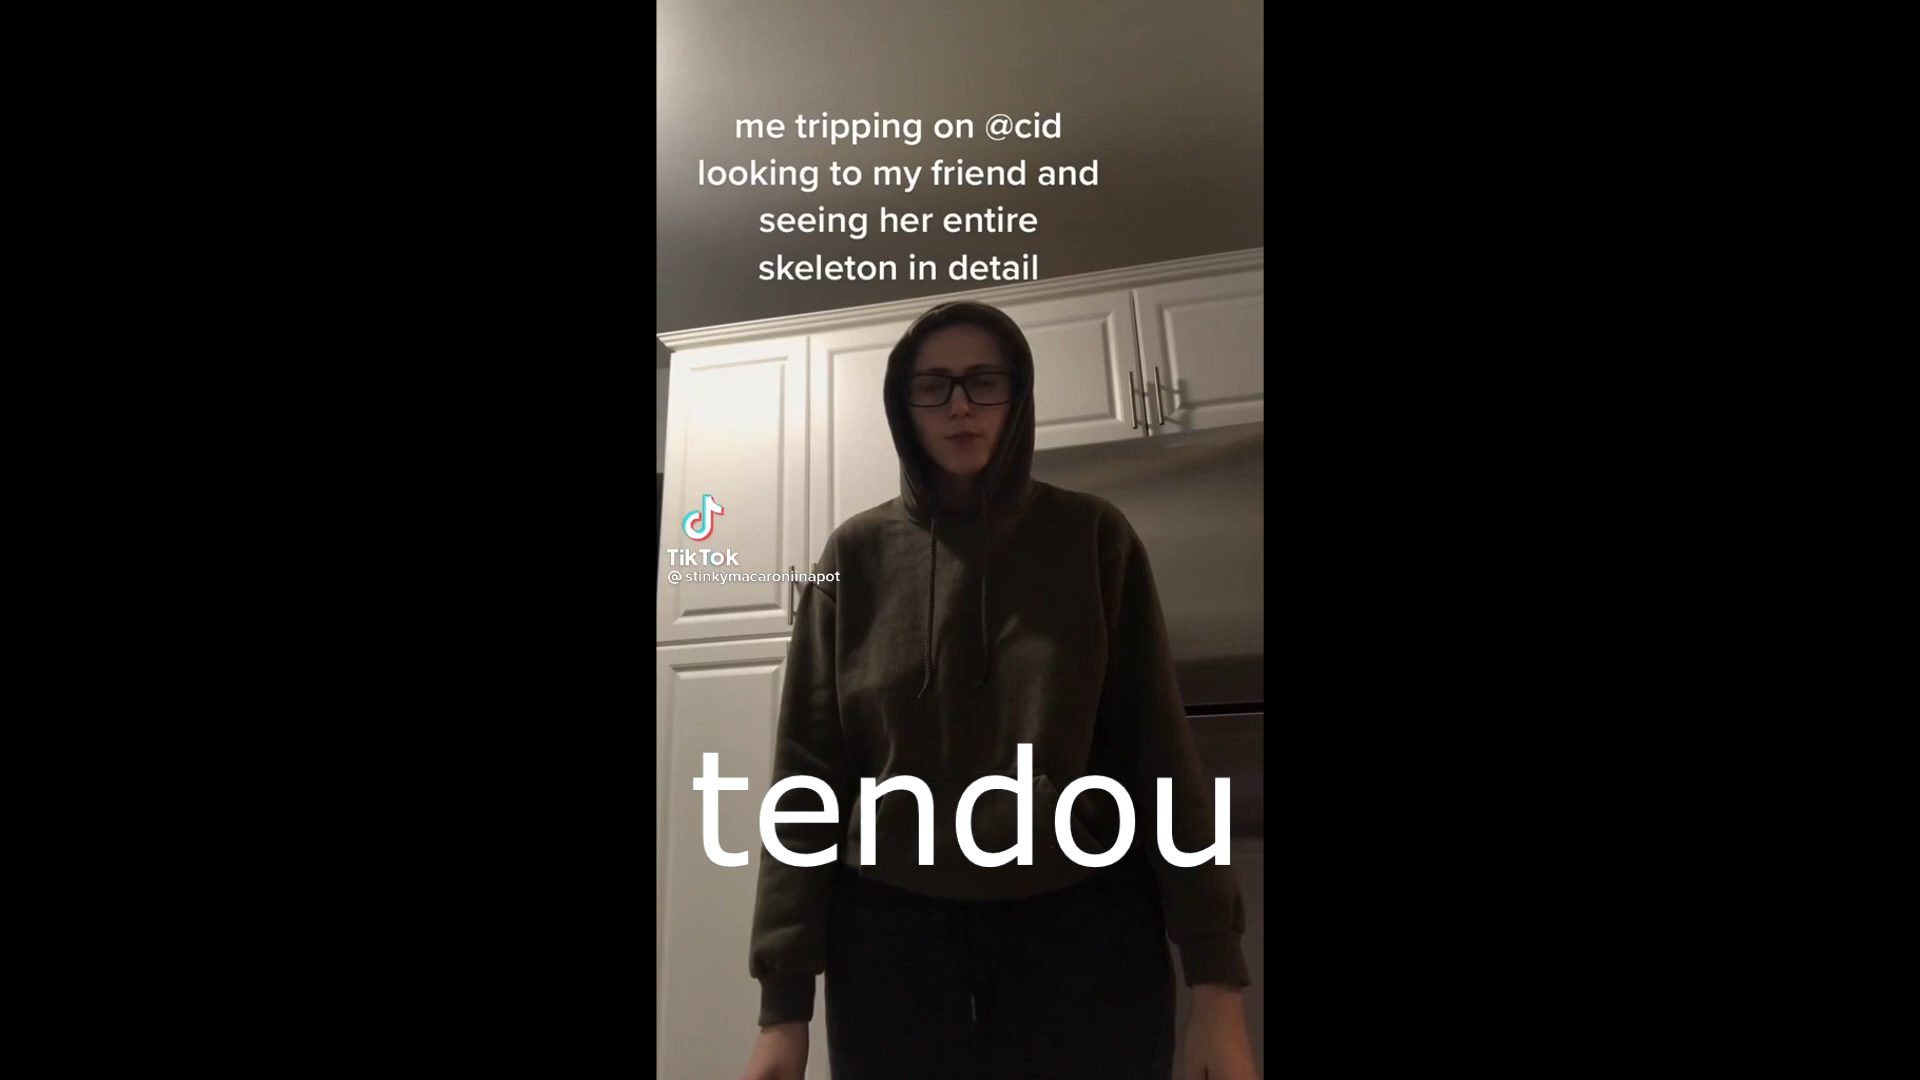 me tripping on @cid
looking to my friend and
seeing her entire
skeleton in detail
TikTok
@stinkymacaroniinapot
tendou